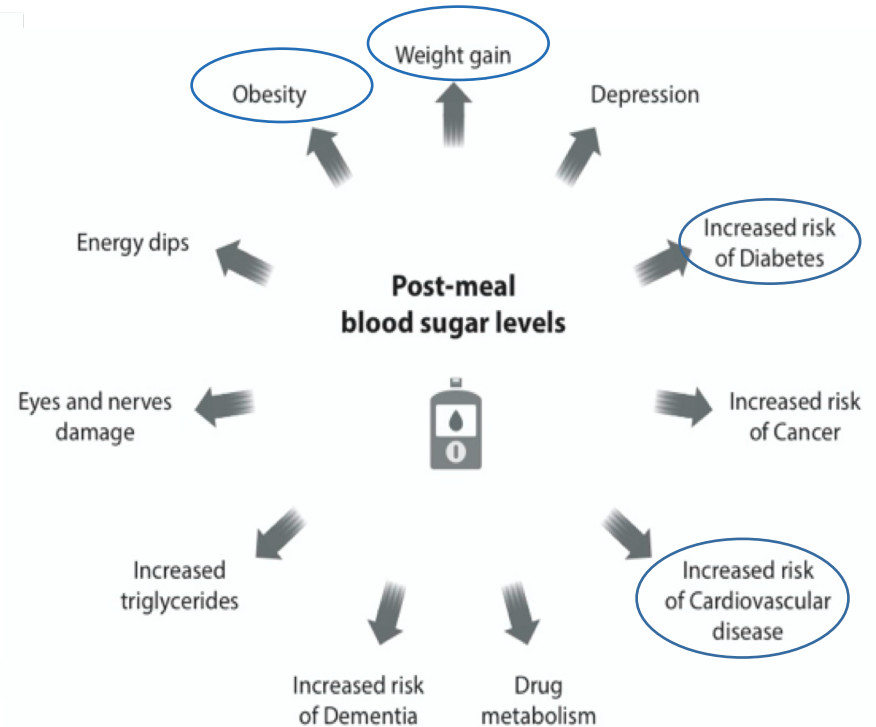 Weight gain
Obesity
Depression
Energy dips
Increased risk
of Diabetes
Post-meal
blood sugar levels
Eyes and nerves
damage
Increased risk
of Cancer
Increased
triglycerides
Increased risk
of Cardiovascular
disease
Increased risk
of Dementia
Drug
metabolism